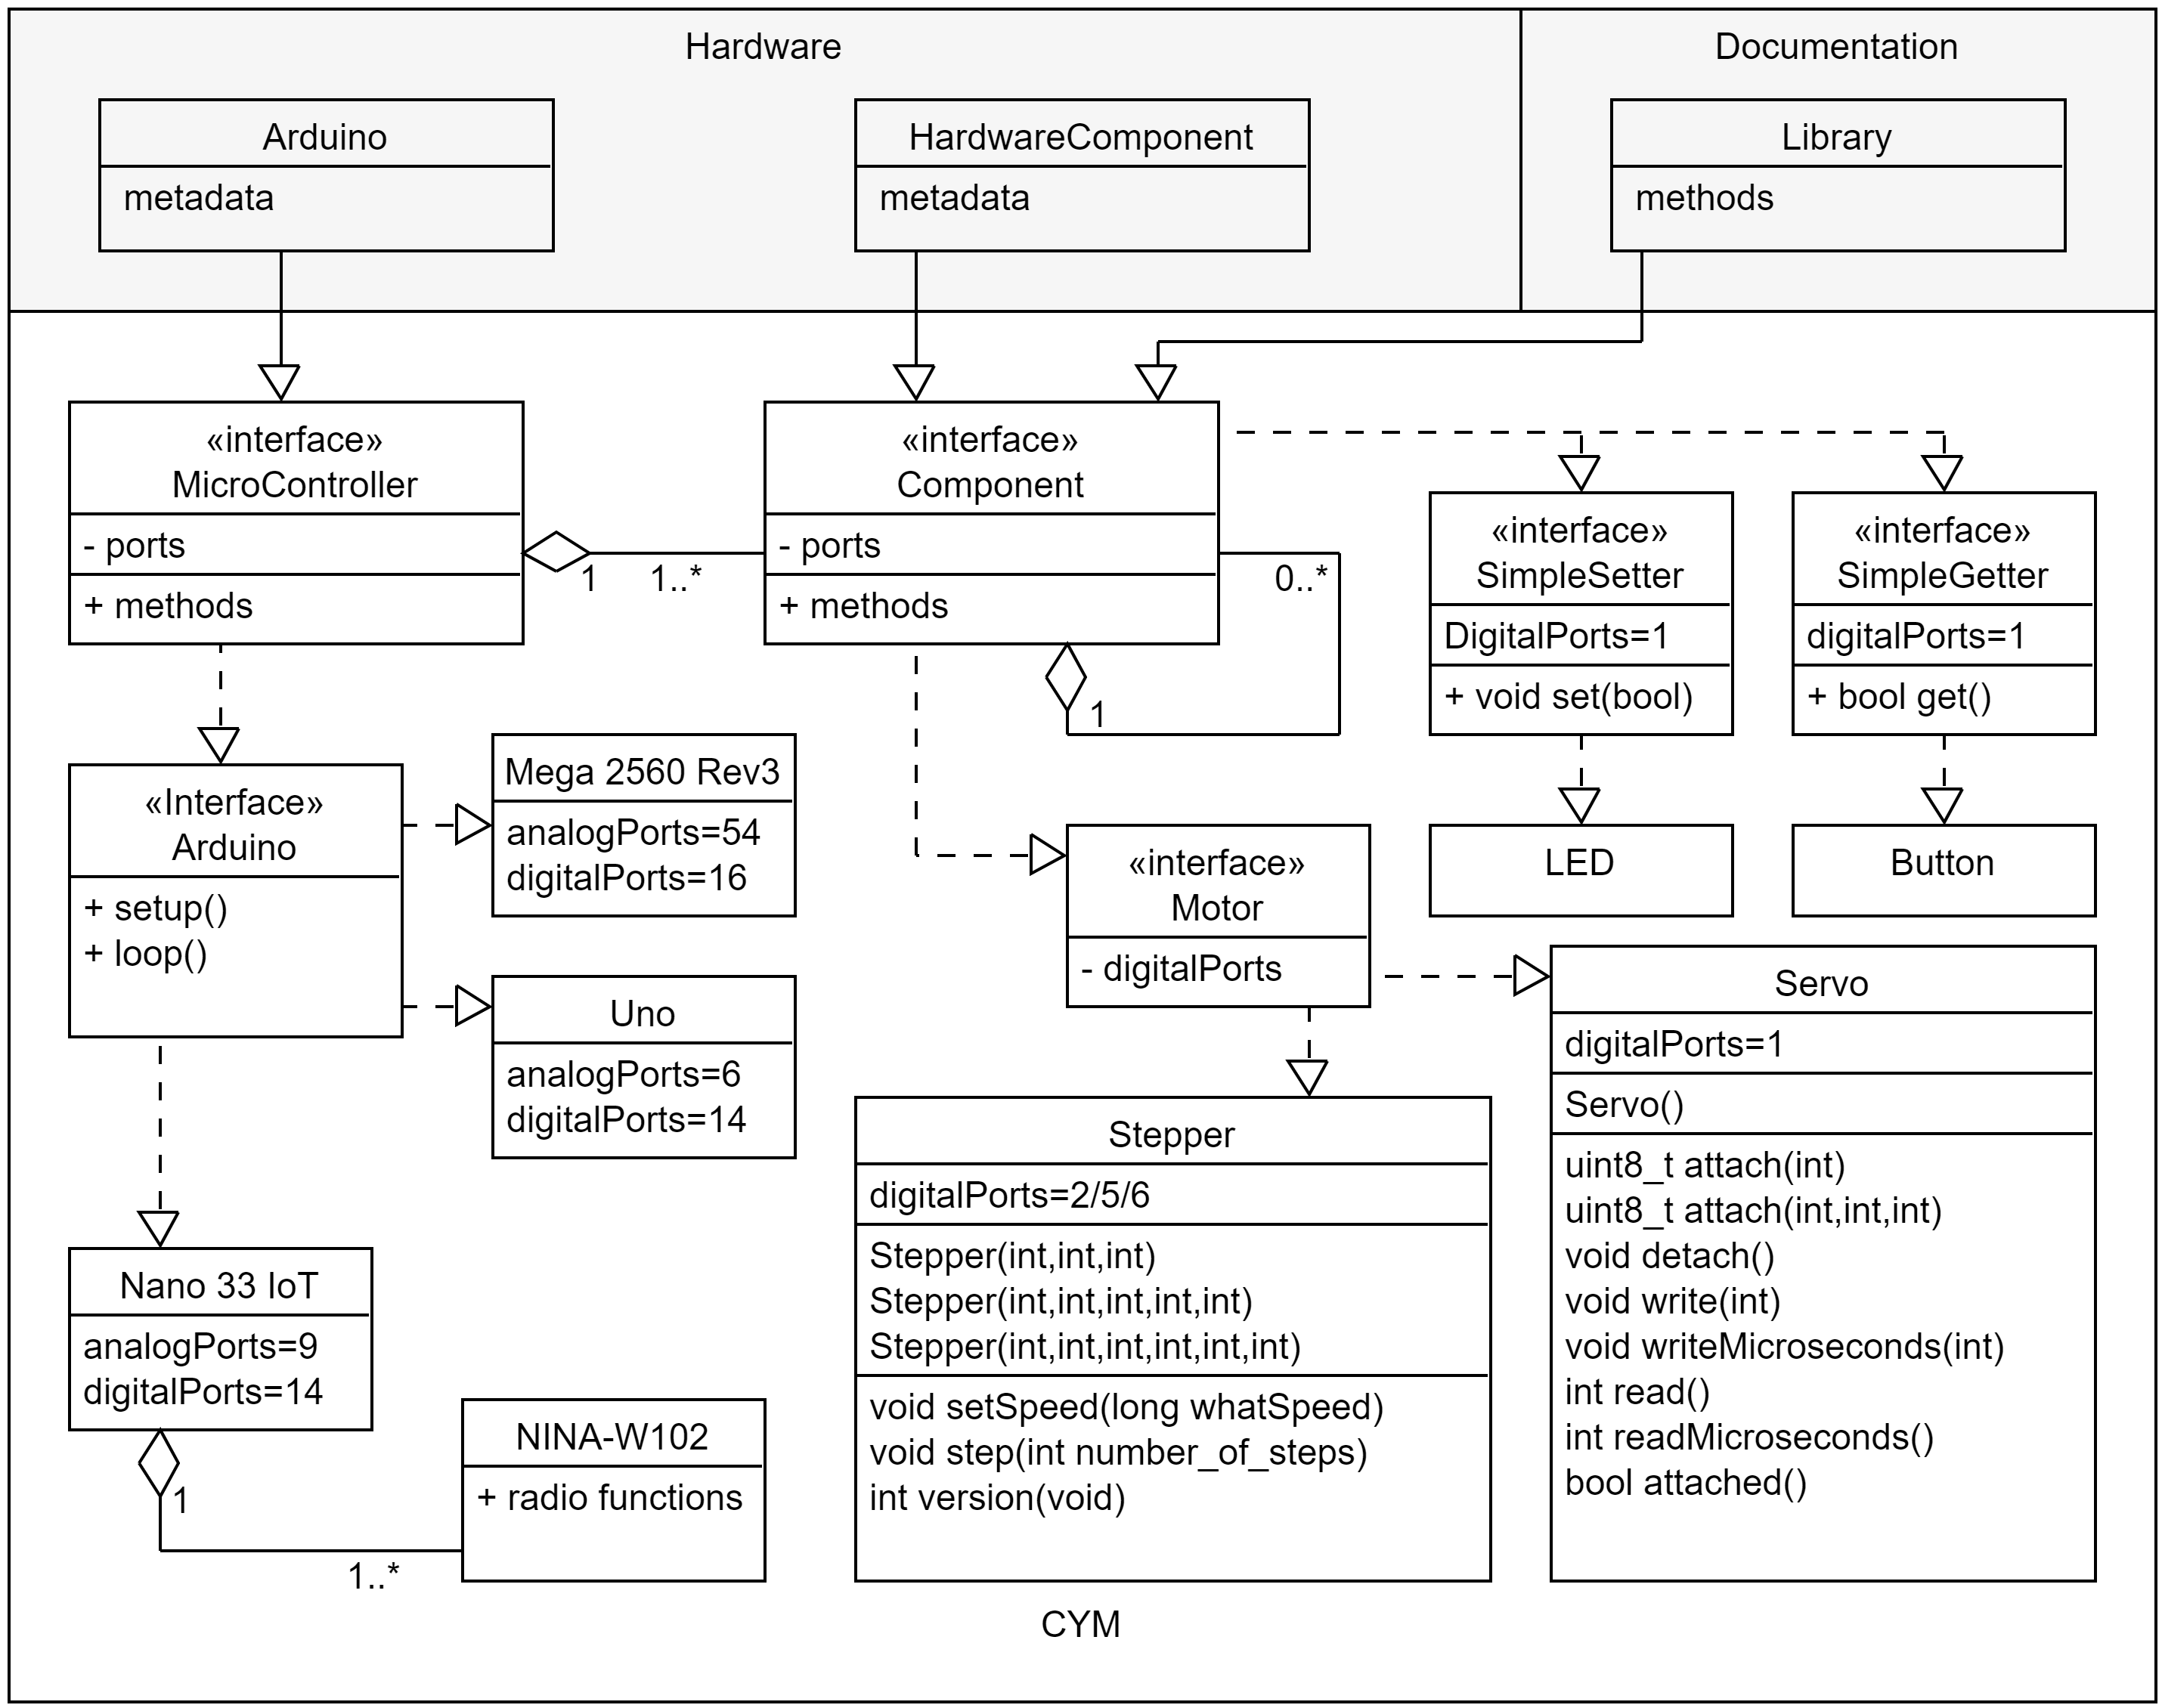 Hardware
Documentation
Arduino
metadata
HardwareComponent
metadata
Library
methods
«interface»
MicroController
- ports
+ methods
1
1..*
«interface»
Component
- ports
+ methods
0..*
1
«interface»
SimpleSetter
DigitalPorts=1
+ void set(bool)
«interface»
SimpleGetter
digitalPorts=1
+ bool get()
«Interface»
Arduino
+ setup()
+ loop()
Mega 2560 Rev3
analogPorts=54
digitalPorts=16
Uno
analogPorts=6
digitalPorts=14
«interface»
Motor
- digitalPorts
LED
Button
Servo
digitalPorts=1
Servo()
uint8_t attach(int)
uint8_t attach(int,int,int)
void detach()
void write(int)
void writeMicroseconds(int)
int read()
int readMicroseconds()
bool attached()
Stepper
digitalPorts=2/5/6
Stepper(int,int,int)
Stepper(int,int,int,int,int)
Stepper(int,int,int,int,int,int)
void setSpeed(long whatSpeed)
void step(int number_of_steps)
int version(void)
Nano 33 IoT
analogPorts=9
digitalPorts=14
1
1..*
NINA-W102
+ radio functions
CYM